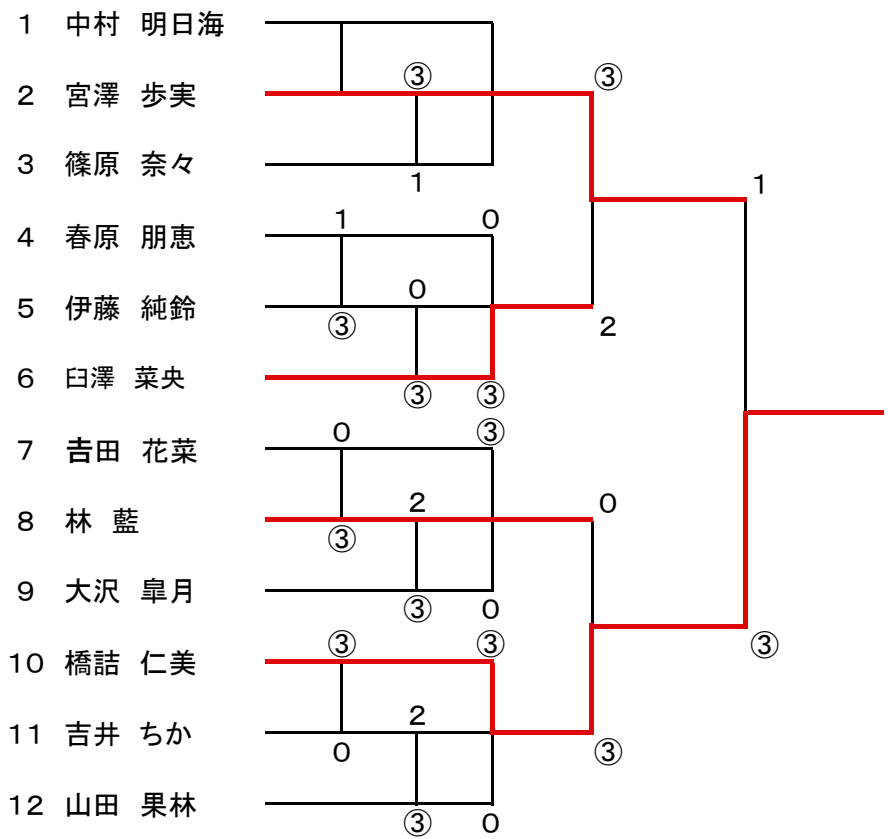 1 中村 明日海
③ ③
2 宮澤 歩実
3 篠原 奈々
1 1
1 0
4 春原 朋恵
0
5 伊藤 純鈴
③ 2
6 臼澤 菜央
③ ③
0 ③
7 𠮷田 花菜
2 0
8 林 藍
③
9 大沢 皐月
③ 0
③ ③ ③
10 橋詰 仁美
2
11 吉井 ちか
0 ③
12 山田 果林
③ 0